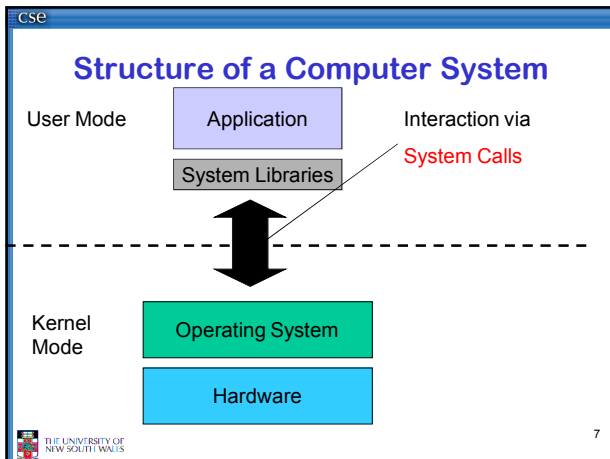 cse
Structure of a Computer System
User Mode
Application
Interaction via
System Calls
System Libraries
Kernel
Mode
Operating System
Hardware
THE UNIVERSITY OF
NEW SOUTH WALES
7